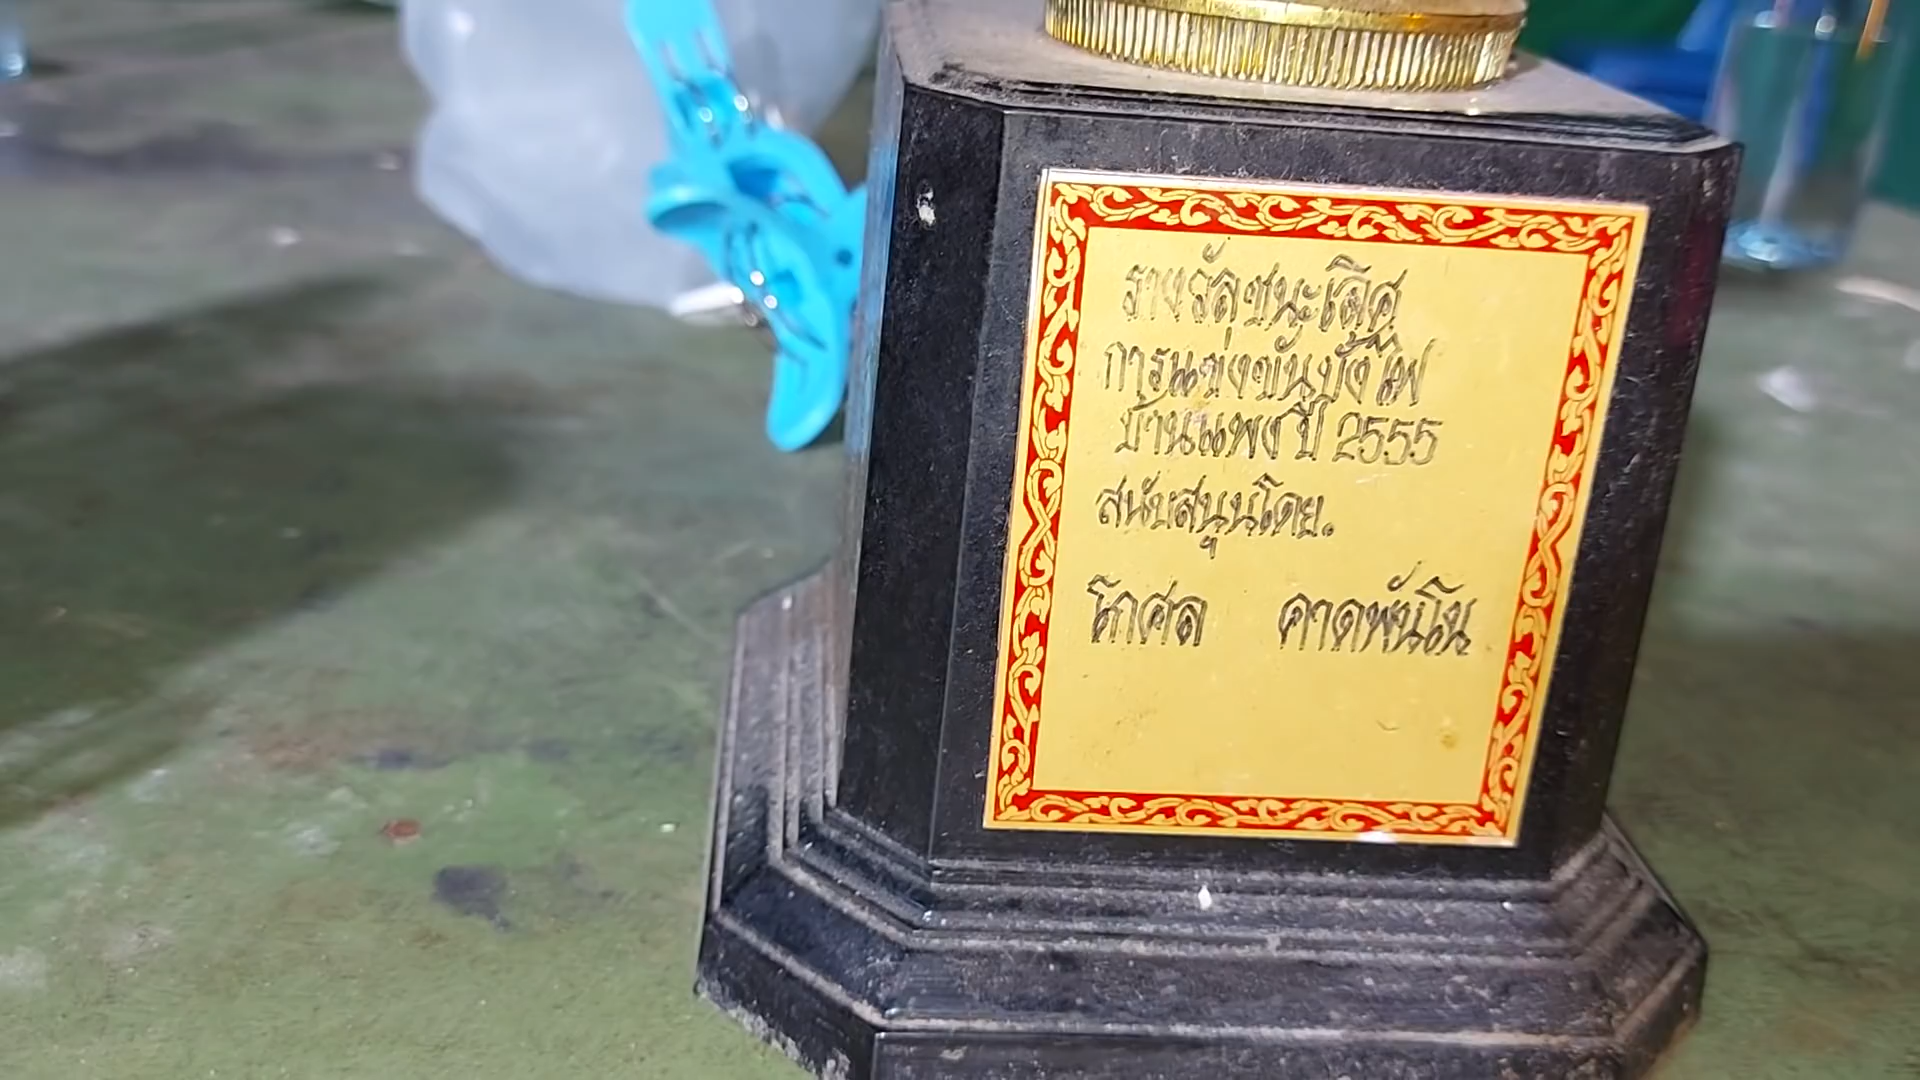 รางวัลชนะเลิศ
การแข่งขันบั้งไฟ
บ้านแพง ปี 2555
สนับสนุนโดย.
โกศล คาดพันโน